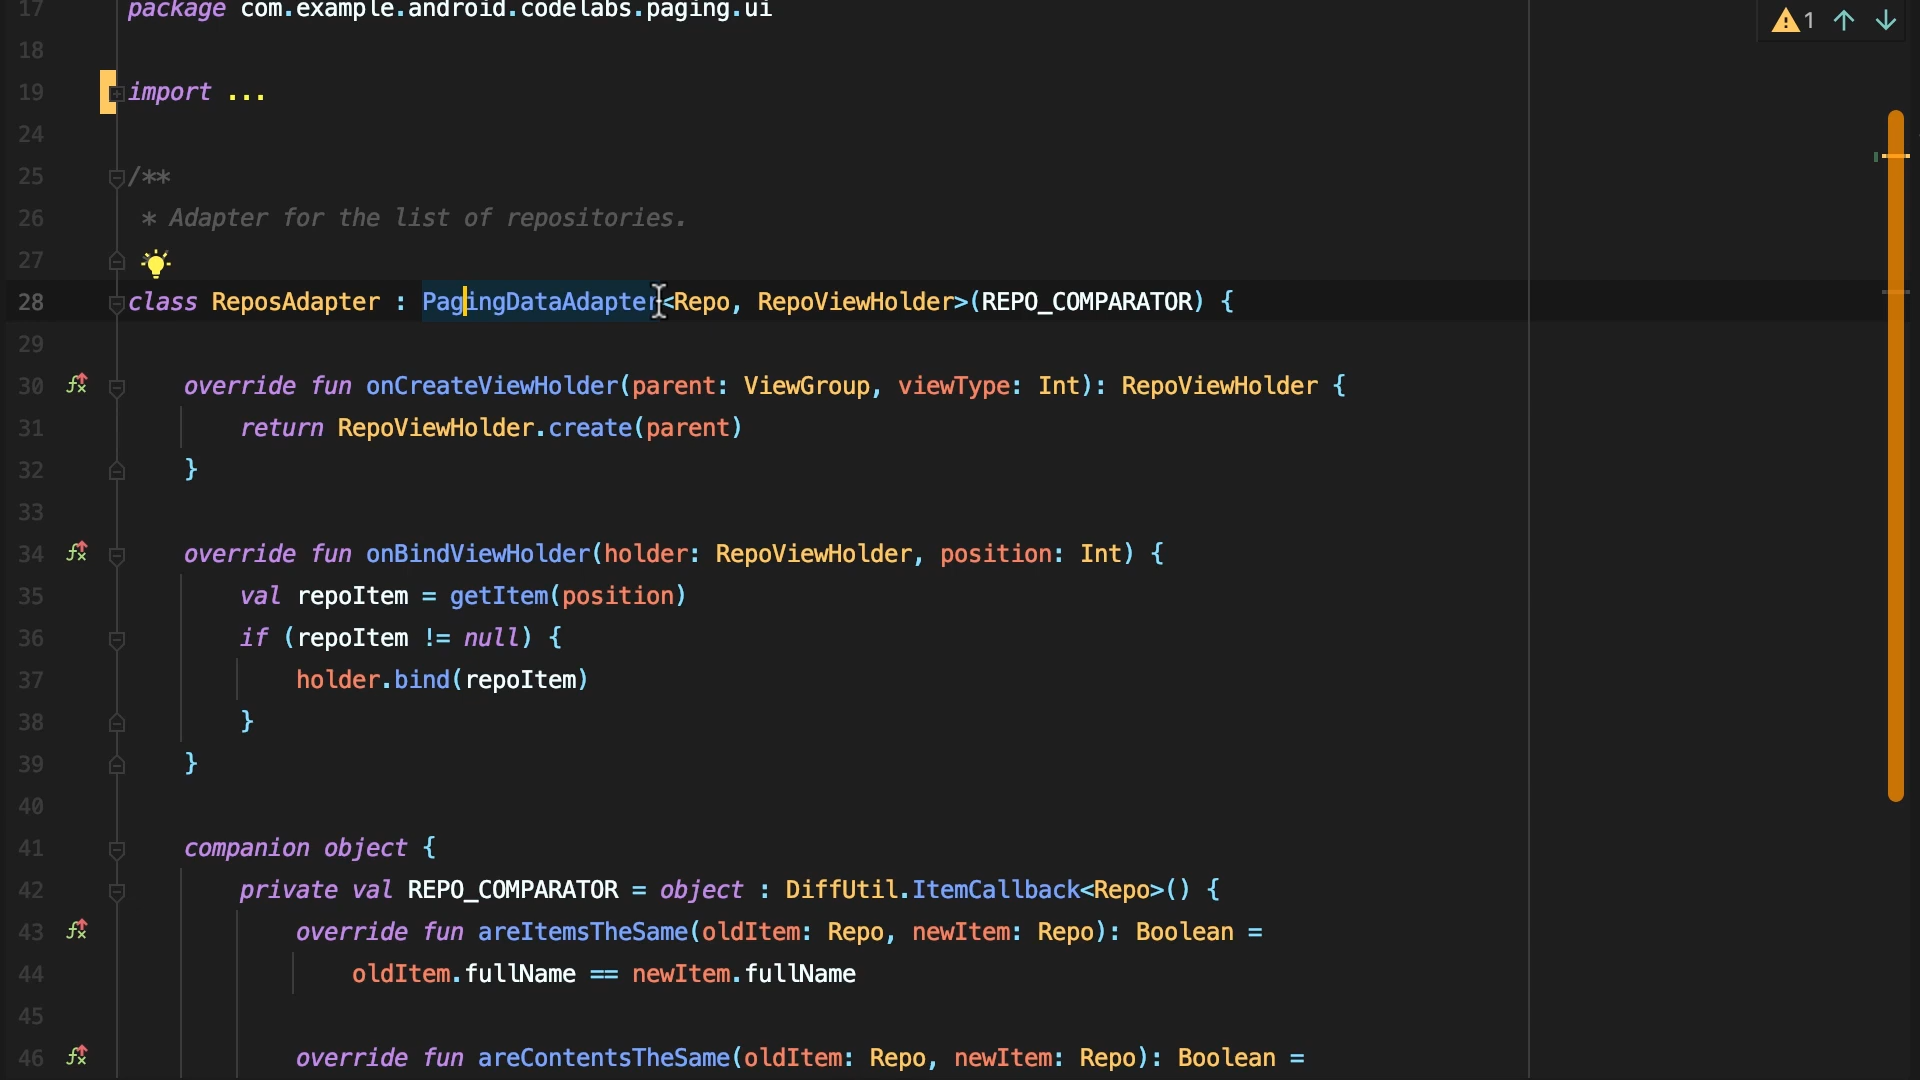 17 package com.example.android.codelabs.paging.ui
1
18
19 import ...
24
25 /**
26 * Adapter for the list of repositories.
27
28 class ReposAdapter : PagingDataAdapter<Repo, RepoViewHolder>(REPO_COMPARATOR) {
29
30 override fun onCreateViewHolder(parent: ViewGroup, viewType: Int): RepoViewHolder {
31 return RepoViewHolder.create(parent)
32 }
33
34 override fun onBindViewHolder(holder: RepoViewHolder, position: Int) {
35 val repoItem = getItem(position)
36 if (repoItem != null) {
37 holder.bind(repoItem)
38 }
39 }
40
41 companion object {
42 private val REPO_COMPARATOR = object : DiffUtil.ItemCallback<Repo>() {
43 override fun areItemsTheSame(oldItem: Repo, newItem: Repo): Boolean =
44 oldItem.fullName == newItem.fullName
45
46 override fun areContentsTheSame(oldItem: Repo, newItem: Repo): Boolean =